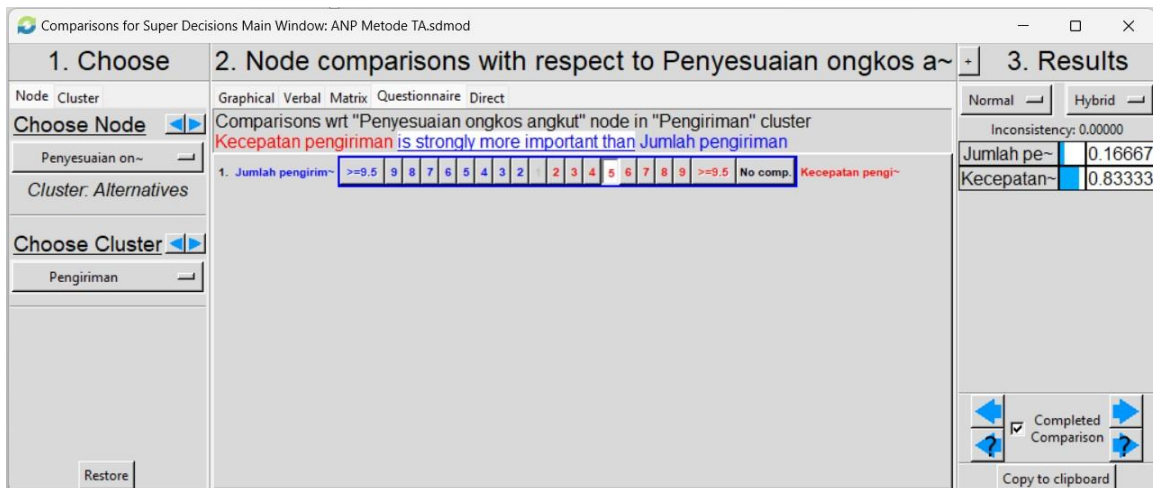 Comparisons for Super Decisions Main Window: ANP Metode TA.sdmod
1. Choose
Node Cluster
Choose Node
Penyesuaian on~
Cluster: Alternatives
Choose Cluster
Pengiriman
Restore
2. Node comparisons with respect to Penyesuaian ongkos a~
Graphical Verbal Matrix Questionnaire Direct
Comparisons wrt "Penyesuaian ongkos angkut" node in "Pengiriman" cluster
Kecepatan pengiriman is strongly more important than Jumlah pengiriman
1. Jumlah pengirim~ >=9.5 9 8 7 6 5 4 3 2 1 2 3 4 5 6 7 8 9 >=9.5 No comp. Kecepatan pengi~
+ 3. Results
Normal Hybrid
Inconsistency: 0.00000
Jumlah pe~ 0.16667
Kecepatan~ 0.83333
Completed
Comparison
? ?
Copy to clipboard